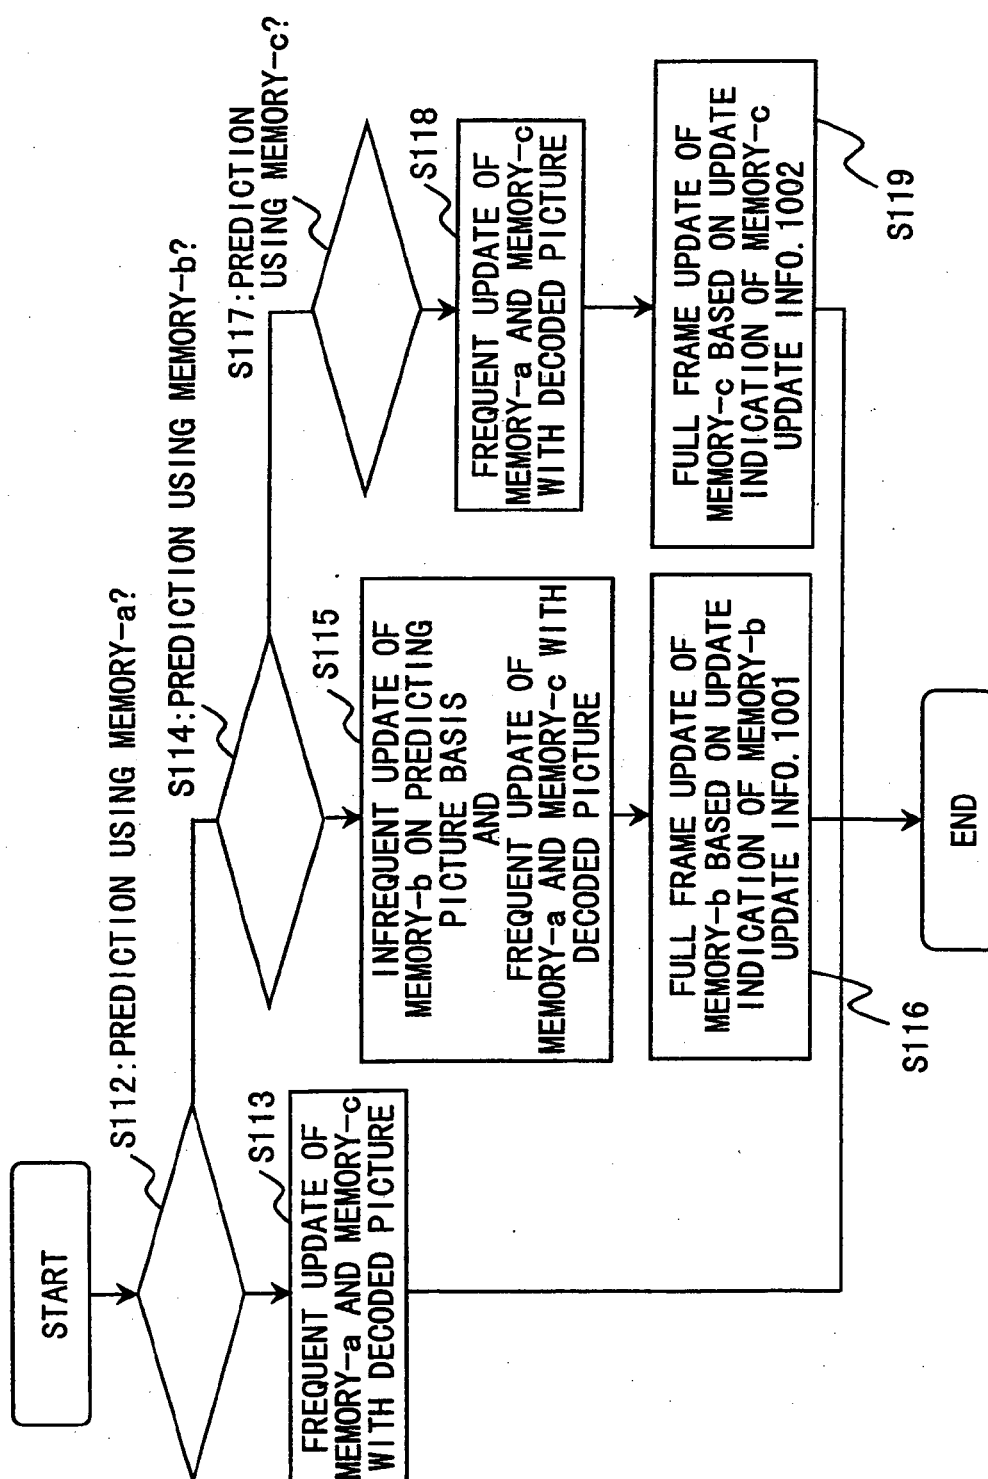 START
S112:PREDICTION USING MEMORY-a?
S113
FREQUENT UPDATE OF
MEMORY-a AND MEMORY-c
WITH DECODED PICTURE
S114:PREDICTION USING MEMORY-b?
S115
INFREQUENT UPDATE OF
MEMORY-b ON PREDICTING
PICTURE BASIS
AND
FREQUENT UPDATE OF
MEMORY-a AND MEMORY-c WITH
DECODED PICTURE
FULL FRAME UPDATE OF
MEMORY-b BASED ON UPDATE
INDICATION OF MEMORY-b
UPDATE INFO.1001
S116
S117:PREDICTION
USING MEMORY-c?
S118
FREQUENT UPDATE OF
MEMORY-a AND MEMORY-c
WITH DECODED PICTURE
FULL FRAME UPDATE OF
MEMORY-c BASED ON UPDATE
INDICATION OF MEMORY-c
UPDATE INFO.1002
S119
END